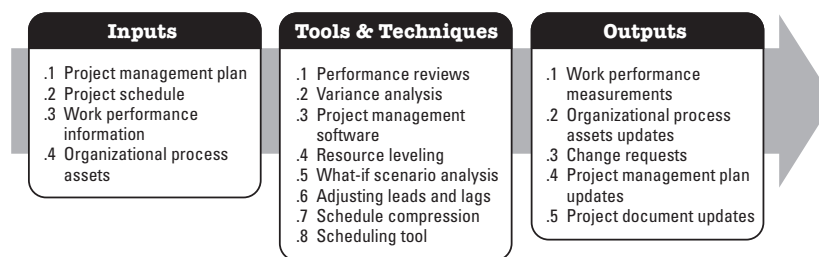 Inputs
.1 Project management plan
.2 Project schedule
.3 Work performance
information
.4 Organizational process
assets
Tools & Techniques
.1 Performance reviews
.2 Variance analysis
.3 Project management
software
.4 Resource leveling
.5 What-if scenario analysis
.6 Adjusting leads and lags
.7 Schedule compression
.8 Scheduling tool
Outputs
.1 Work performance
measurements
.2 Organizational process
assets updates
.3 Change requests
.4 Project management plan
updates
.5 Project document updates